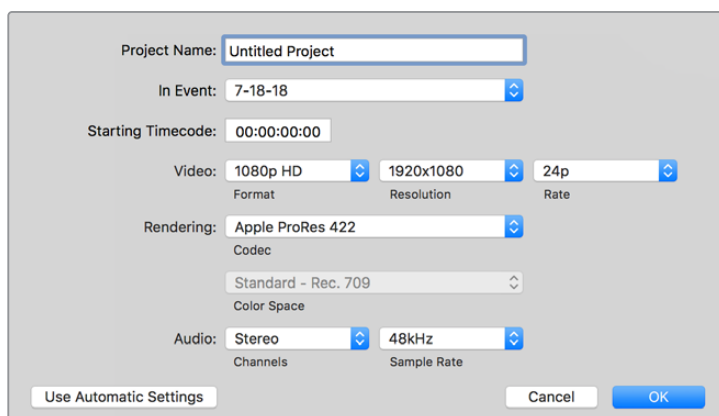 Project Name: Untitled Project
In Event: 7-18-18
Starting Timecode: 00:00:00:00
Video: 1080p HD 1920x1080 24p
Format Resolution Rate
Rendering: Apple ProRes 422
Codec
Standard - Rec. 709
Color Space
Audio: Stereo 48kHz
Channels Sample Rate
Use Automatic Settings Cancel OK